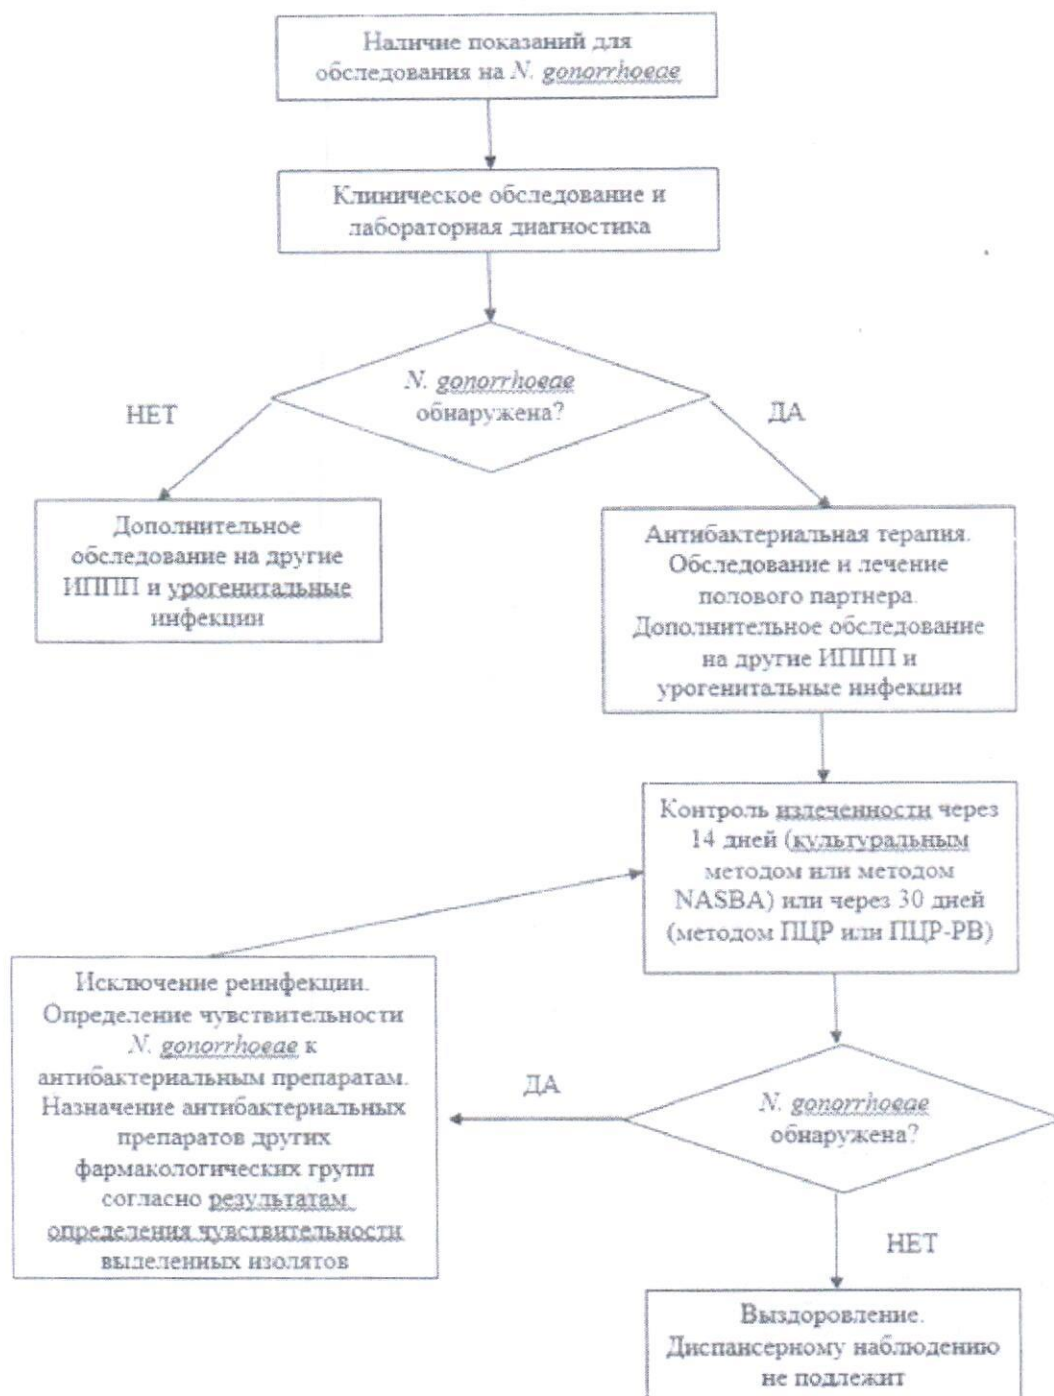 Наличие показаний для
обследования на N. gonorrhoeae
Клиническое обследование и
лабораторная диагностика
N. gonorrhoeae
обнаружена?
НЕТ
ДА
Дополнительное
обследование на другие
ИППП и урогенитальные
инфекции
Антибактериальная терапия.
Обследование и лечение
полового партнера.
Дополнительное обследование
на другие ИППП и
урогенитальные инфекции
Контроль излеченности через
14 дней (культуральным
методом или методом
NASBA) или через 30 дней
(методом ПЦР или ПЦР-РВ)
Исключение реинфекции.
Определение чувствительности
N. gonorrhoeae к
антибактериальным препаратам.
Назначение антибактериальных
препаратов других
фармакологических групп
согласно результатам
определения чувствительности
выделенных изолятов
ДА
N. gonorrhoeae
обнаружена?
НЕТ
Выздоровление.
Диспансерному наблюдению
не подлежит